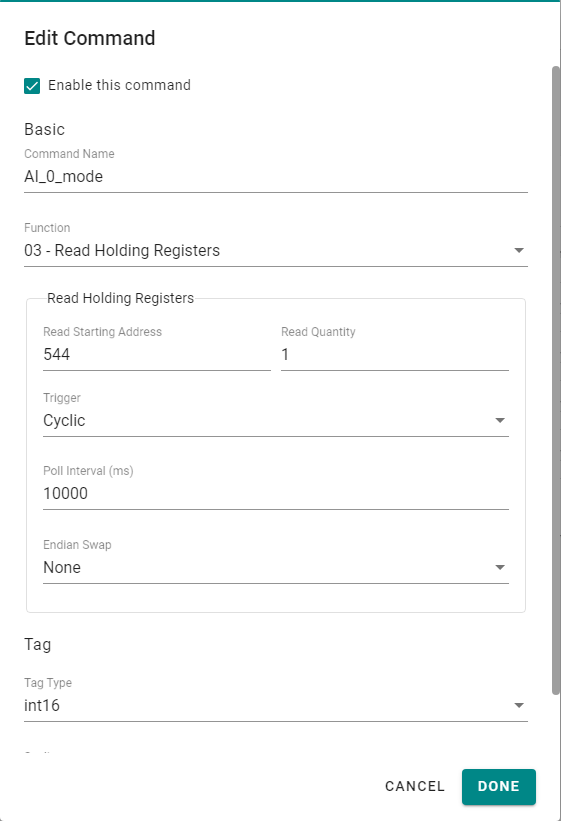 Edit Command
Enable this command
Basic
Command Name
AI_0_mode
Function
03 - Read Holding Registers
Read Holding Registers
Read Starting Address
Read Quantity
544
1
Trigger
Cyclic
Poll Interval (ms)
10000
Endian Swap
None
Tag
Tag Type
int16
CANCEL
DONE